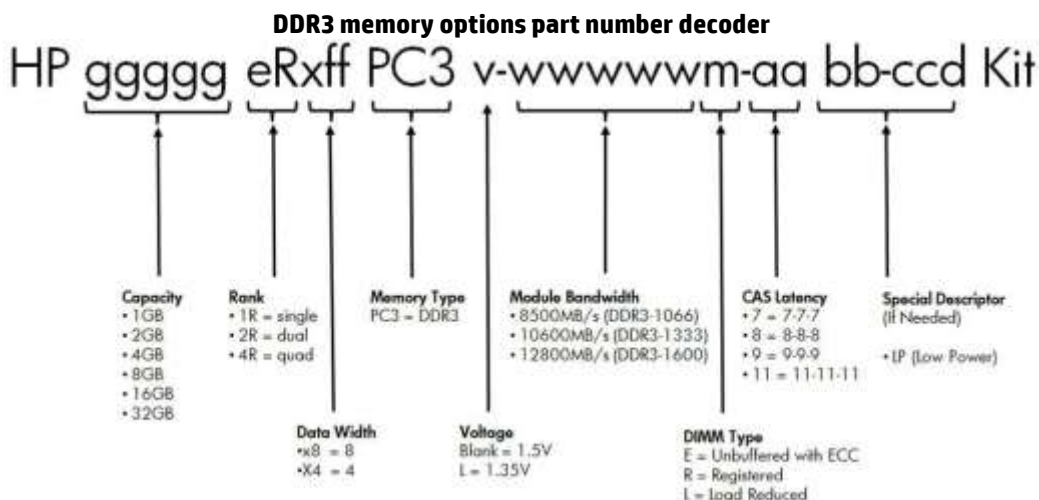 DDR3 memory options part number decoder
HP ggggg eRxff PC3 v-wwwwwm-aa bb-ccd Kit
Capacity
• 1GB
• 2GB
• 4GB
• 8GB
• 16GB
• 32GB
Rank
• 1R = single
• 2R = dual
• 4R = quad
Memory Type
PC3 = DDR3
Module Bandwidth
• 8500MB/s (DDR3-1066)
• 10600MB/s (DDR3-1333)
• 12800MB/s (DDR3-1600)
CAS Latency
• 7 = 7-7-7
• 8 = 8-8-8
• 9 = 9-9-9
• 11 = 11-11-11
Special Descriptor
(If Needed)
• LP (Low Power)
Data Width
•x8 = 8
•X4 = 4
Voltage
Blank = 1.5V
L = 1.35V
DIMM Type
E = Unbuffered with ECC
R = Registered
L = Load Reduced